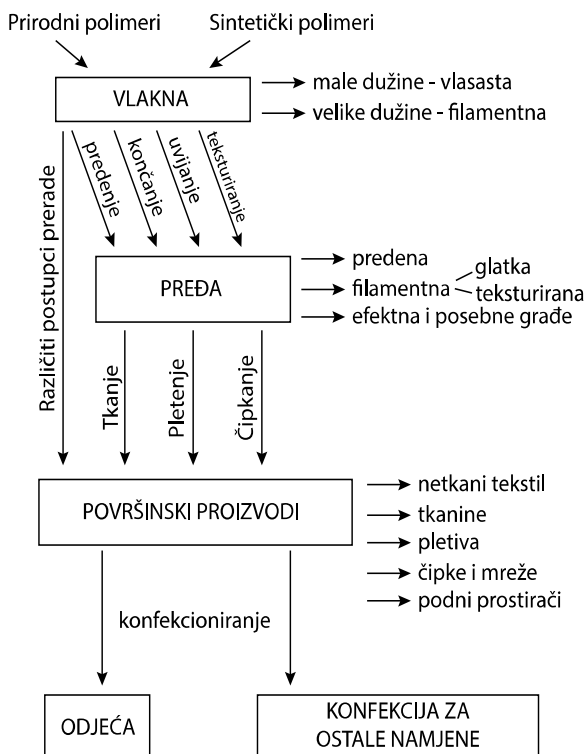 Prirodni polimeri
Sintetički polimeri
VLAKNA
male dužine - vlasasta
velike dužine - filamentna
Različiti postupci prerade
predenje
končanje
uvijanje
teksturiranje
PREĐA
predena
filamentna
glatka
teksturirana
efektna i posebne građe
Tkanje
Pletenje
Čipkanje
POVRŠINSKI PROIZVODI
netkani tekstil
tkanine
pletiva
čipke i mreže
podni prostirači
konfekcioniranje
ODJEĆA
KONFEKCIJA ZA
OSTALE NAMJENE